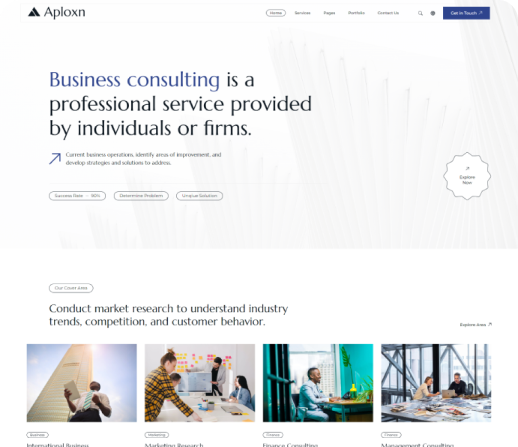 Aploxn
Home Services Pages Portfolio Contact Us Get in Touch
Business consulting is a
professional service provided
by individuals or firms.
Current business operations, identify areas of improvement, and
develop strategies and solutions to address.
Explore
Now
Success Rate — 90% Determine Problem Unique Solution
Our Cover Area
Conduct market research to understand industry
trends, competition, and customer behavior.
Explore Area
Business Marketing Finance Finance
International Business Marketing Research Finance Consulting Management Consulting